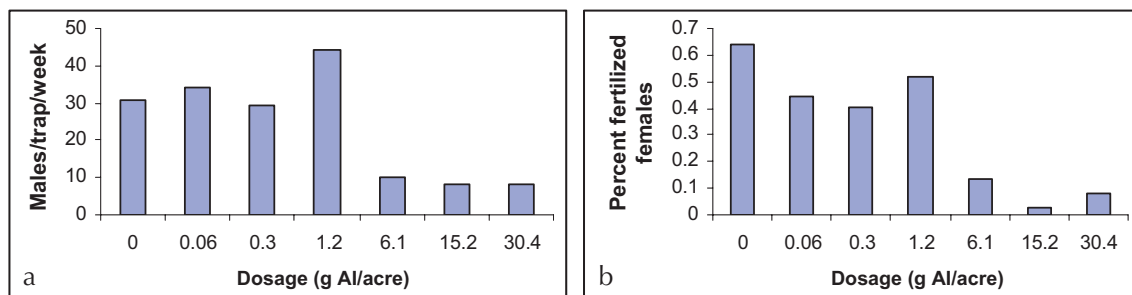 50
40
30
20
10
0
Males/trap/week
0 0.06 0.3 1.2 6.1 15.2 30.4
Dosage (g AI/acre)
a
0.7
0.6
0.5
0.4
0.3
0.2
0.1
0
Percent fertilized
females
0 0.06 0.3 1.2 6.1 15.2 30.4
Dosage (g AI/acre)
b